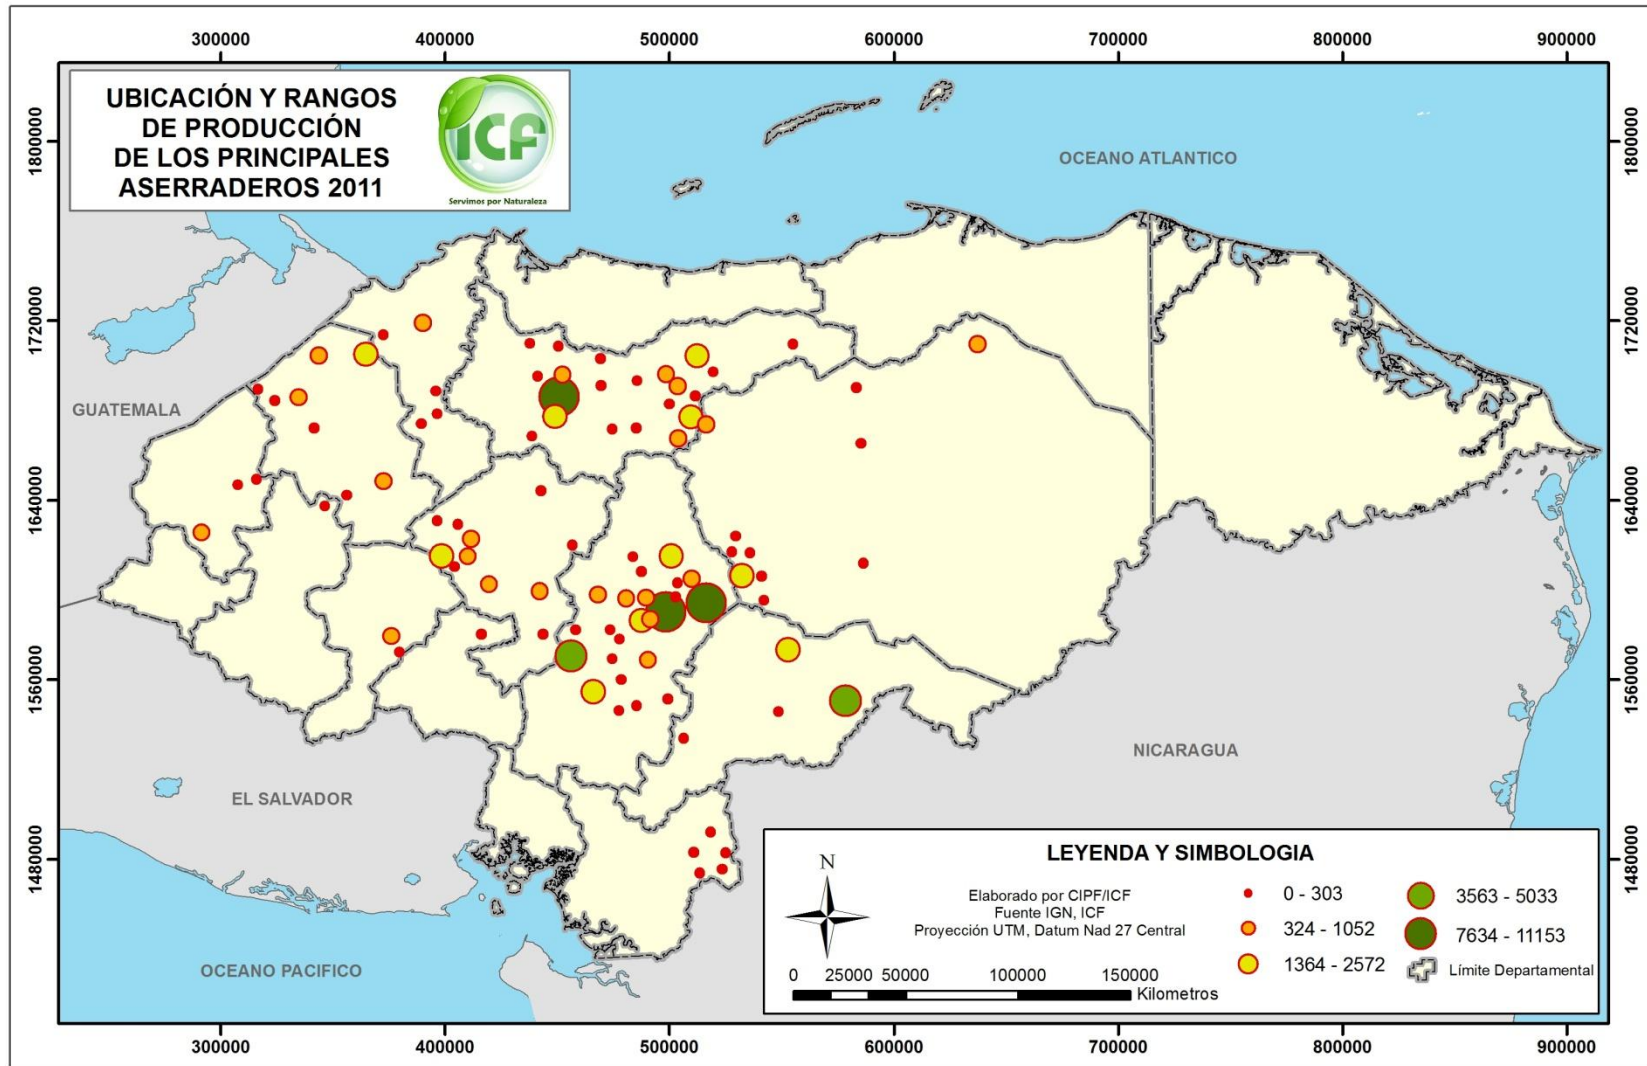 300000 400000 500000 600000 700000 800000 900000
UBICACIÓN Y RANGOS
DE PRODUCCIÓN
DE LOS PRINCIPALES
ASERRADEROS 2011
ICF
Servimos por Naturaleza
1800000
1720000
1640000
1560000
1480000
1800000
1720000
1640000
1560000
1480000
OCEANO ATLANTICO
GUATEMALA
NICARAGUA
EL SALVADOR
OCEANO PACIFICO
LEYENDA Y SIMBOLOGIA
N
Elaborado por CIPF/ICF
Fuente IGN, ICF
Proyección UTM, Datum Nad 27 Central
0 25000 50000 100000 150000
Kilometros
0 - 303
324 - 1052
1364 - 2572
3563 - 5033
7634 - 11153
Límite Departamental
300000 400000 500000 600000 700000 800000 900000